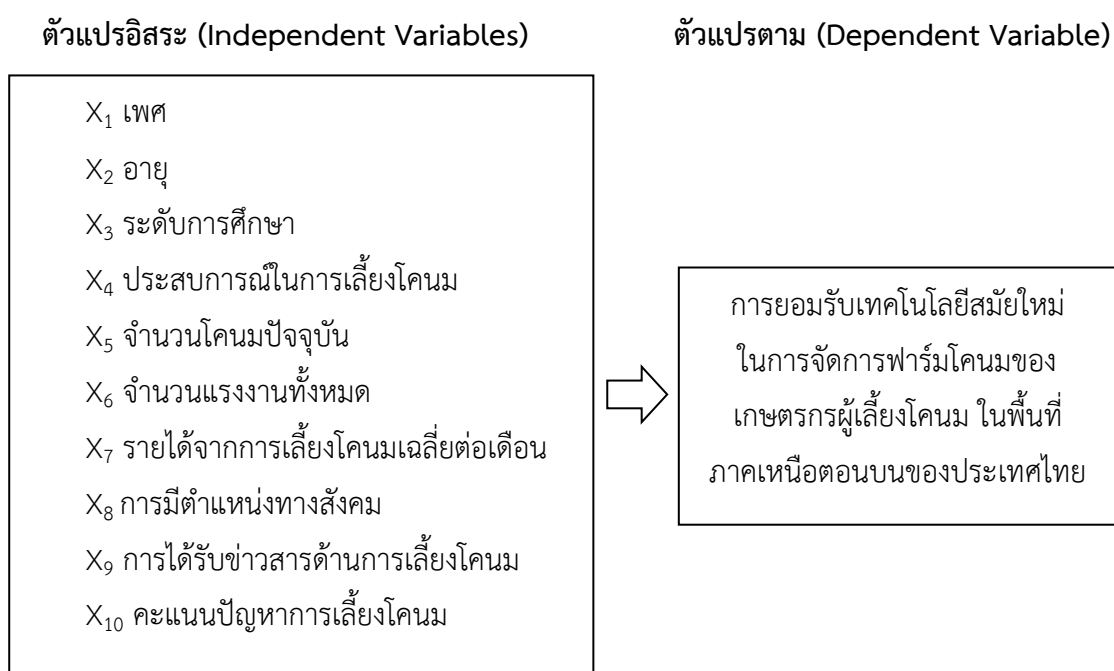 ตัวแปรอิสระ (Independent Variables)
ตัวแปรตาม (Dependent Variable)
X₁ เพศ
X₂ อายุ
X₃ ระดับการศึกษา
X₄ ประสบการณ์ในการเลี้ยงโคนม
X₅ จำนวนโคนมปัจจุบัน
X₆ จำนวนแรงงานทั้งหมด
X₇ รายได้จากการเลี้ยงโคนมเฉลี่ยต่อเดือน
X₈ การมีตำแหน่งทางสังคม
X₉ การได้รับข่าวสารด้านการเลี้ยงโคนม
X₁₀ คะแนนปัญหาการเลี้ยงโคนม
การยอมรับเทคโนโลยีสมัยใหม่
ในการจัดการฟาร์มโคนมของ
เกษตรกรผู้เลี้ยงโคนม ในพื้นที่
ภาคเหนือตอนบนของประเทศไทย